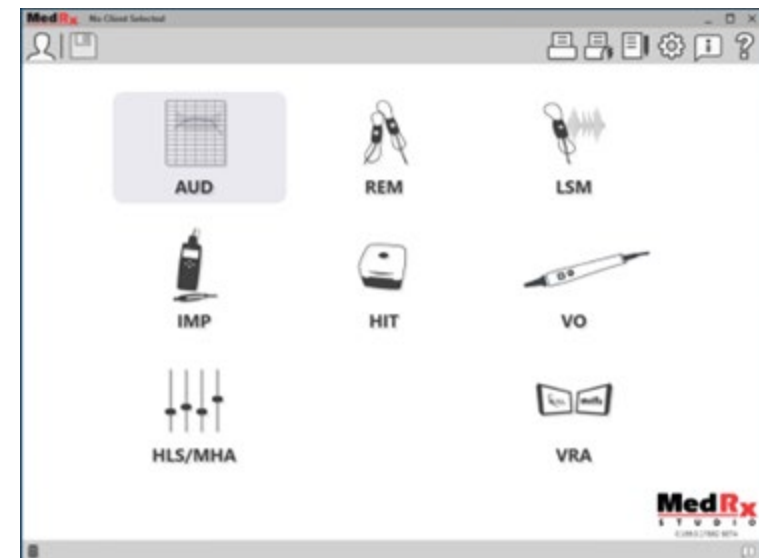 MedRx No Client Selected
AUD REM LSM
IMP HIT VO
HLS/MHA VRA
MedRx
STUDIO